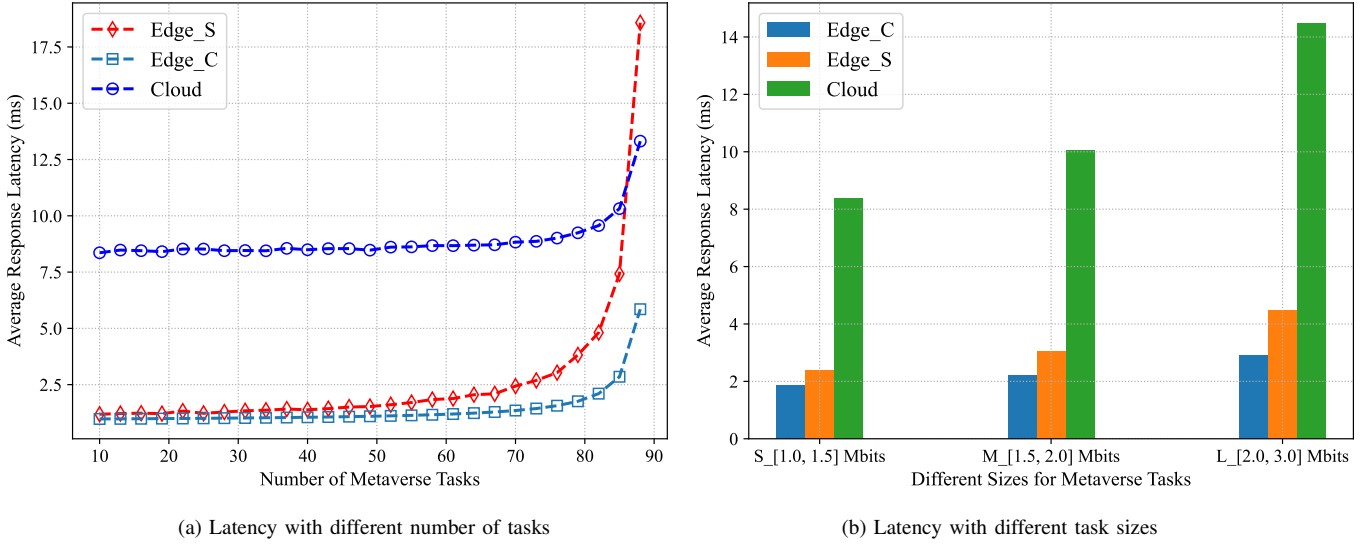 Edge_S
Edge_C
Cloud
Average Response Latency (ms)
17.5
15.0
12.5
10.0
7.5
5.0
2.5
10 20 30 40 50 60 70 80 90
Number of Metaverse Tasks
(a) Latency with different number of tasks
Edge_C
Edge_S
Cloud
Average Response Latency (ms)
14
12
10
8
6
4
2
0
S_[1.0, 1.5] Mbits M_[1.5, 2.0] Mbits L_[2.0, 3.0] Mbits
Different Sizes for Metaverse Tasks
(b) Latency with different task sizes